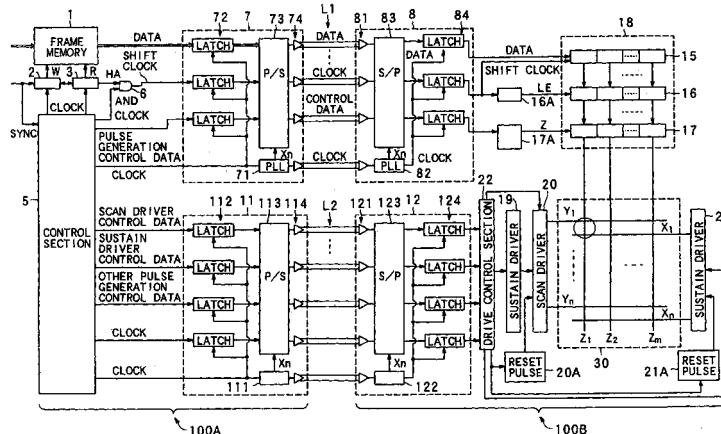 1
FRAME MEMORY
2
W
3
R
HA
SHIFT CLOCK
AND
6
CLOCK
CLOCK
SYNC
5
CONTROL SECTION
DATA
PULSE GENERATION CONTROL DATA
CLOCK
72
73
74
7
LATCH
LATCH
LATCH
P/S
Xn
PLL
71
L1
DATA
CLOCK
CONTROL DATA
CLOCK
81
83
8
84
DATA
S/P
LATCH
LATCH
LATCH
Xn
PLL
82
CLOCK
DATA
SHIFT CLOCK
16A
LE
17A
Z
18
15
16
17
SCAN DRIVER CONTROL DATA
SUSTAIN DRIVER CONTROL DATA
OTHER PULSE GENERATION CONTROL DATA
CLOCK
CLOCK
112
11
113
114
LATCH
LATCH
LATCH
LATCH
P/S
Xn
111
L2
121
12
123
124
S/P
LATCH
LATCH
LATCH
LATCH
Xn
122
22
DRIVE CONTROL SECTION
19
SUSTAIN DRIVER
20
SCAN DRIVER
Y1
X1
Yn
Xn
Z1
Z2
Zm
30
SUSTAIN DRIVER
RESET PULSE
20A
RESET PULSE
21A
100A
100B